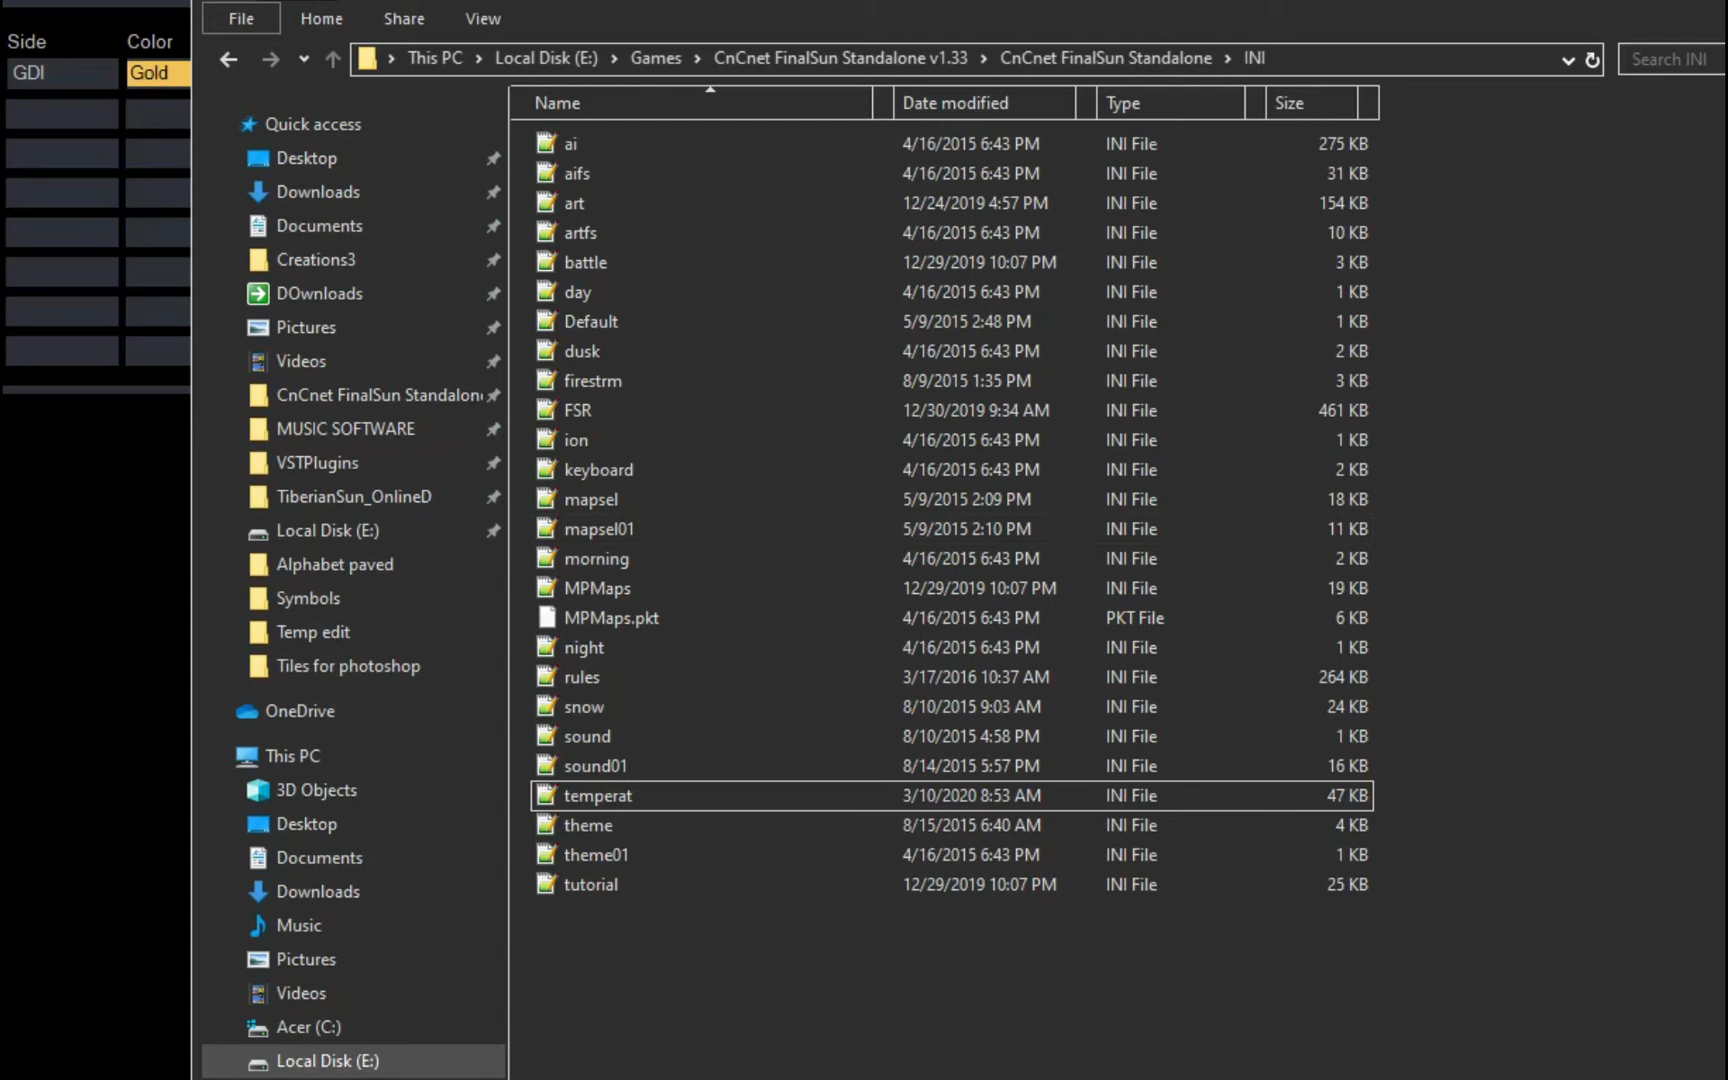 Side Color
GDI Gold
File Home Share View
This PC Local Disk (E:) Games CnCnet FinalSun Standalone v1.33 CnCnet FinalSun Standalone INI Search INI
Quick access
Desktop
Downloads
Documents
Creations3
DOwnloads
Pictures
Videos
CnCnet FinalSun Standalon
MUSIC SOFTWARE
VSTPlugins
TiberianSun_OnlineD
Local Disk (E:)
Alphabet paved
Symbols
Temp edit
Tiles for photoshop
OneDrive
This PC
3D Objects
Desktop
Documents
Downloads
Music
Pictures
Videos
Acer (C:)
Local Disk (E:)
Name Date modified Type Size
ai 4/16/2015 6:43 PM INI File 275 KB
aifs 4/16/2015 6:43 PM INI File 31 KB
art 12/24/2019 4:57 PM INI File 154 KB
artfs 4/16/2015 6:43 PM INI File 10 KB
battle 12/29/2019 10:07 PM INI File 3 KB
day 4/16/2015 6:43 PM INI File 1 KB
Default 5/9/2015 2:48 PM INI File 1 KB
dusk 4/16/2015 6:43 PM INI File 2 KB
firestrm 8/9/2015 1:35 PM INI File 3 KB
FSR 12/30/2019 9:34 AM INI File 461 KB
ion 4/16/2015 6:43 PM INI File 1 KB
keyboard 4/16/2015 6:43 PM INI File 2 KB
mapsel 5/9/2015 2:09 PM INI File 18 KB
mapsel01 5/9/2015 2:10 PM INI File 11 KB
morning 4/16/2015 6:43 PM INI File 2 KB
MPMaps 12/29/2019 10:07 PM INI File 19 KB
MPMaps.pkt 4/16/2015 6:43 PM PKT File 6 KB
night 4/16/2015 6:43 PM INI File 1 KB
rules 3/17/2016 10:37 AM INI File 264 KB
snow 8/10/2015 9:03 AM INI File 24 KB
sound 8/10/2015 4:58 PM INI File 1 KB
sound01 8/14/2015 5:57 PM INI File 16 KB
temperat 3/10/2020 8:53 AM INI File 47 KB
theme 8/15/2015 6:40 AM INI File 4 KB
theme01 4/16/2015 6:43 PM INI File 1 KB
tutorial 12/29/2019 10:07 PM INI File 25 KB